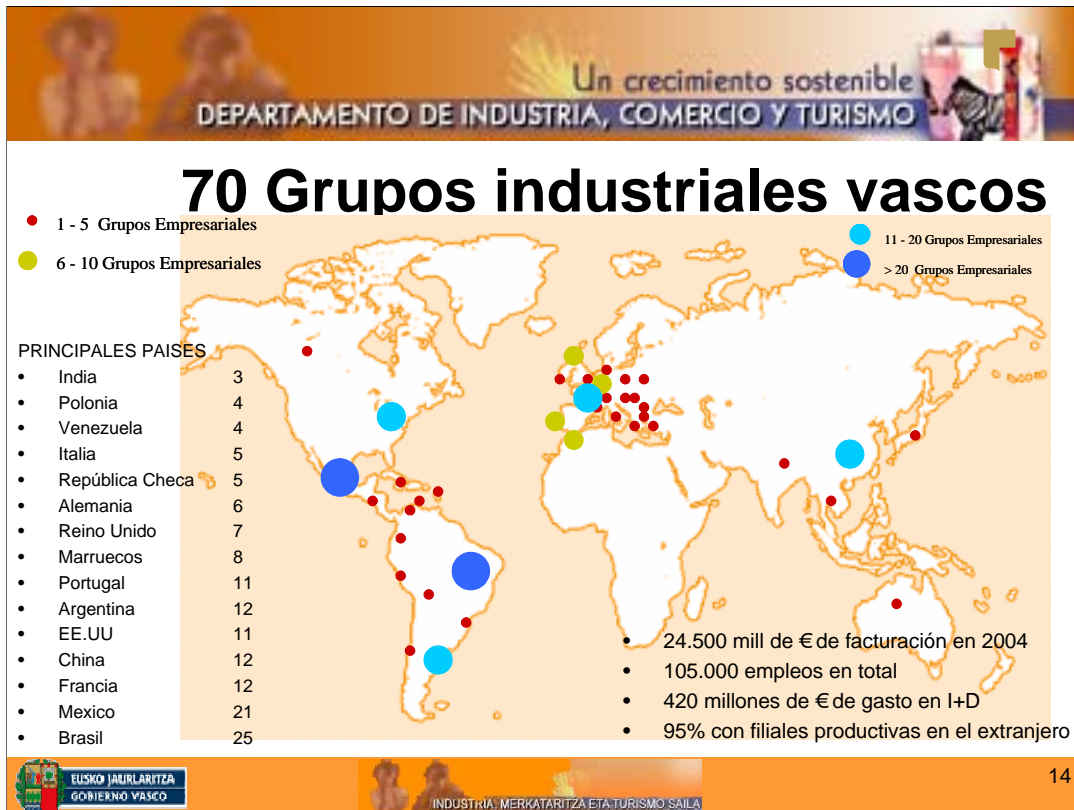 Un crecimiento sostenible
DEPARTAMENTO DE INDUSTRIA, COMERCIO Y TURISMO
70 Grupos industriales vascos
1 - 5 Grupos Empresariales
6 - 10 Grupos Empresariales
11 - 20 Grupos Empresariales
> 20 Grupos Empresariales
PRINCIPALES PAISES
• India 3
• Polonia 4
• Venezuela 4
• Italia 5
• República Checa 5
• Alemania 6
• Reino Unido 7
• Marruecos 8
• Portugal 11
• Argentina 12
• EE.UU 11
• China 12
• Francia 12
• Mexico 21
• Brasil 25
• 24.500 mill de € de facturación en 2004
• 105.000 empleos en total
• 420 millones de € de gasto en I+D
• 95% con filiales productivas en el extranjero
EUSKO JAURLARITZA
GOBIERNO VASCO
INDUSTRIA, MERKATARITZA ETA TURISMO SAILA
14